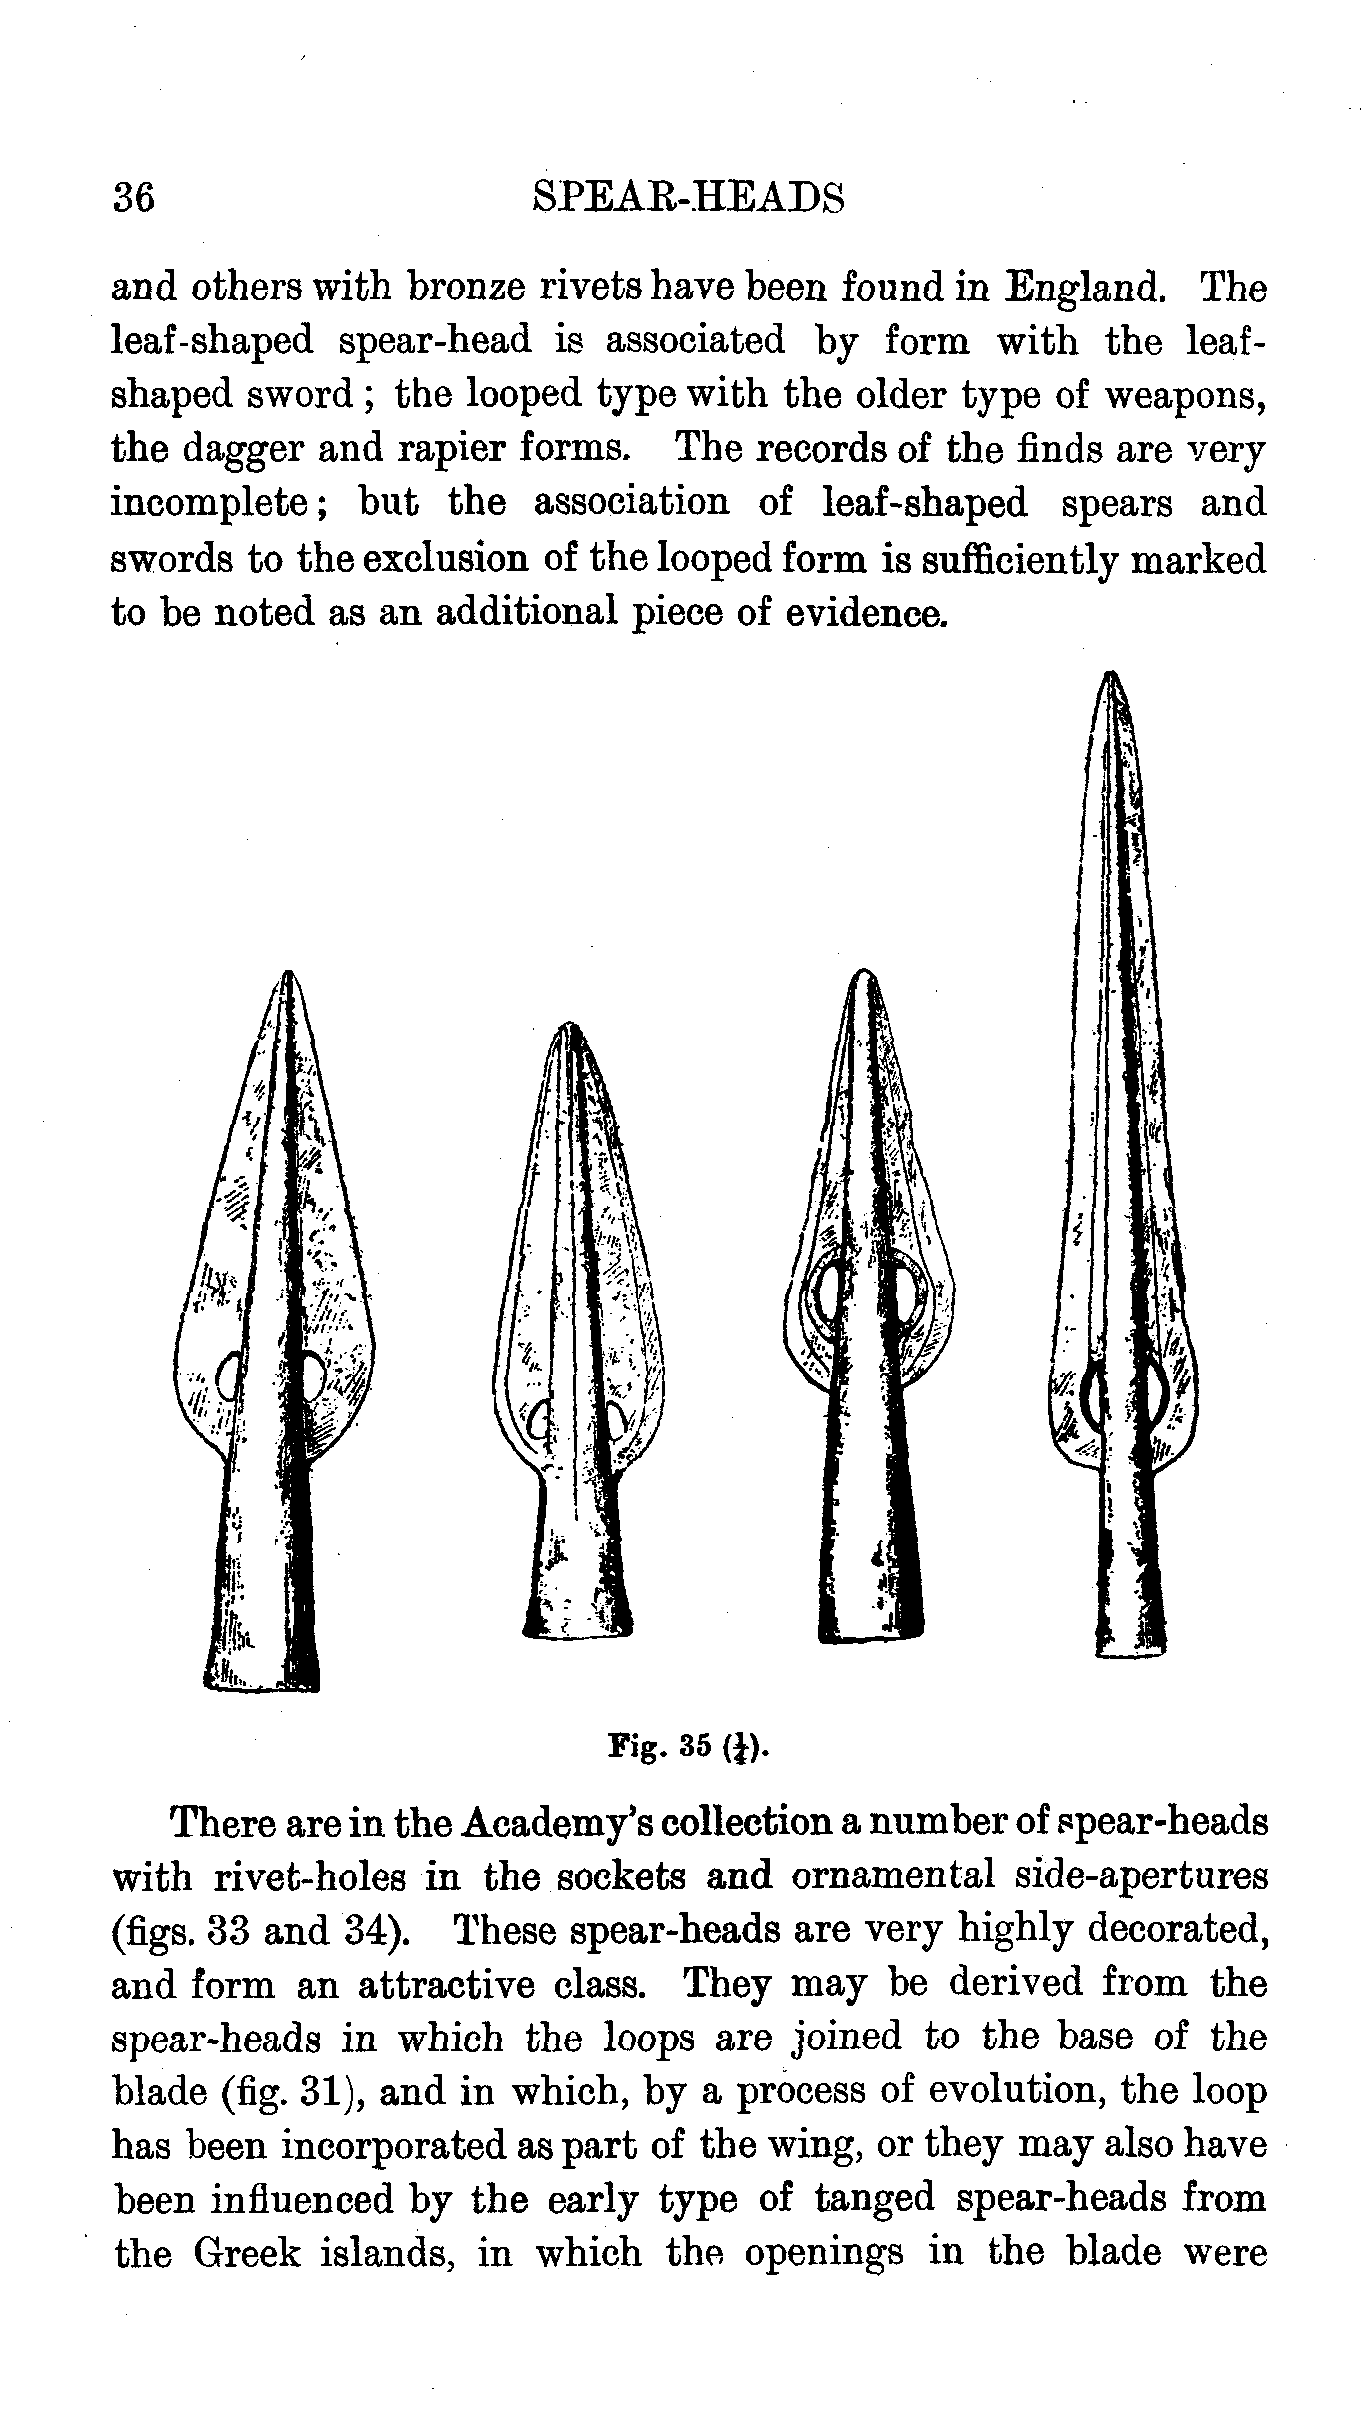 36 SPEAR-HEADS
and others with bronze rivets have been found in England. The
leaf-shaped spear-head is associated by form with the leaf-
shaped sword ; the looped type with the older type of weapons,
the dagger and rapier forms. The records of the finds are very
incomplete ; but the association of leaf-shaped spears and
swords to the exclusion of the looped form is sufficiently marked
to be noted as an additional piece of evidence.
Fig. 35 (¼).
There are in the Academy's collection a number of spear-heads
with rivet-holes in the sockets and ornamental side-apertures
(figs. 33 and 34). These spear-heads are very highly decorated,
and form an attractive class. They may be derived from the
spear-heads in which the loops are joined to the base of the
blade (fig. 31), and in which, by a process of evolution, the loop
has been incorporated as part of the wing, or they may also have
been influenced by the early type of tanged spear-heads from
the Greek islands, in which the openings in the blade were